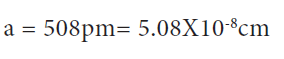 a = 508pm= 5.08X10⁻⁸cm